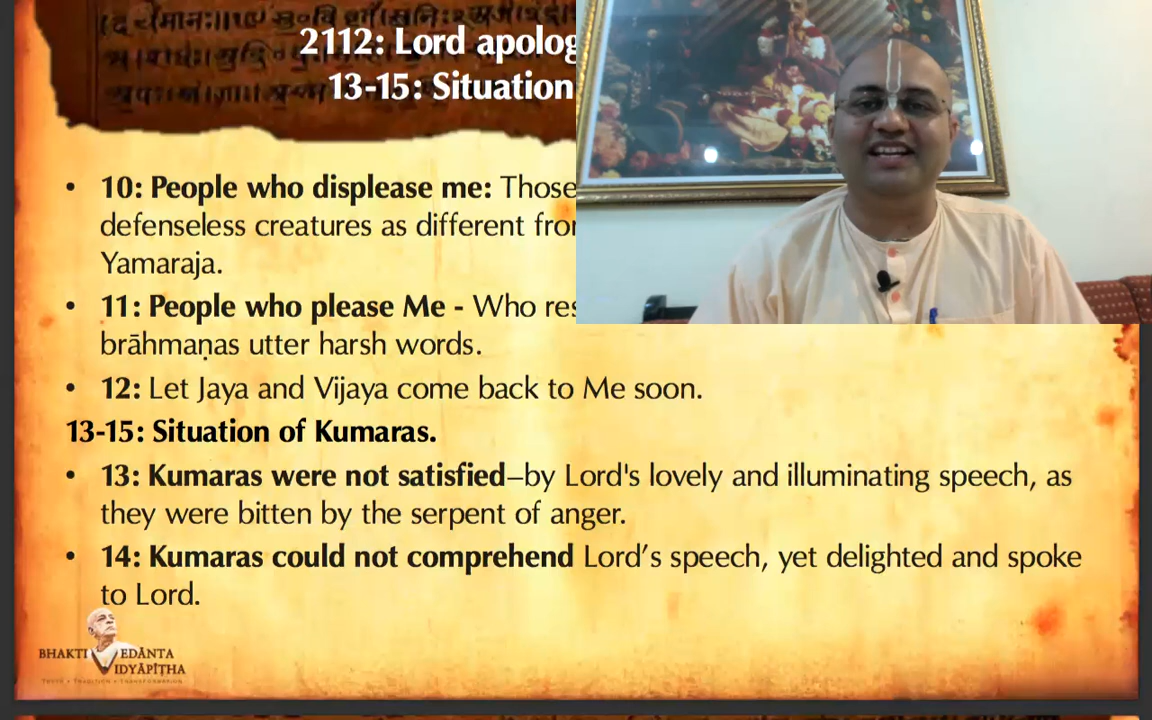 2112: Lord apolog
13-15: Situation
• 10: People who displease me: Those
defenseless creatures as different from
Yamaraja.
• 11: People who please Me - Who res
brāhmaṇas utter harsh words.
• 12: Let Jaya and Vijaya come back to Me soon.
13-15: Situation of Kumaras.
• 13: Kumaras were not satisfied–by Lord's lovely and illuminating speech, as
they were bitten by the serpent of anger.
• 14: Kumaras could not comprehend Lord’s speech, yet delighted and spoke
to Lord.
BHAKTI VEDĀNTA
VIDYĀPĪṬHA